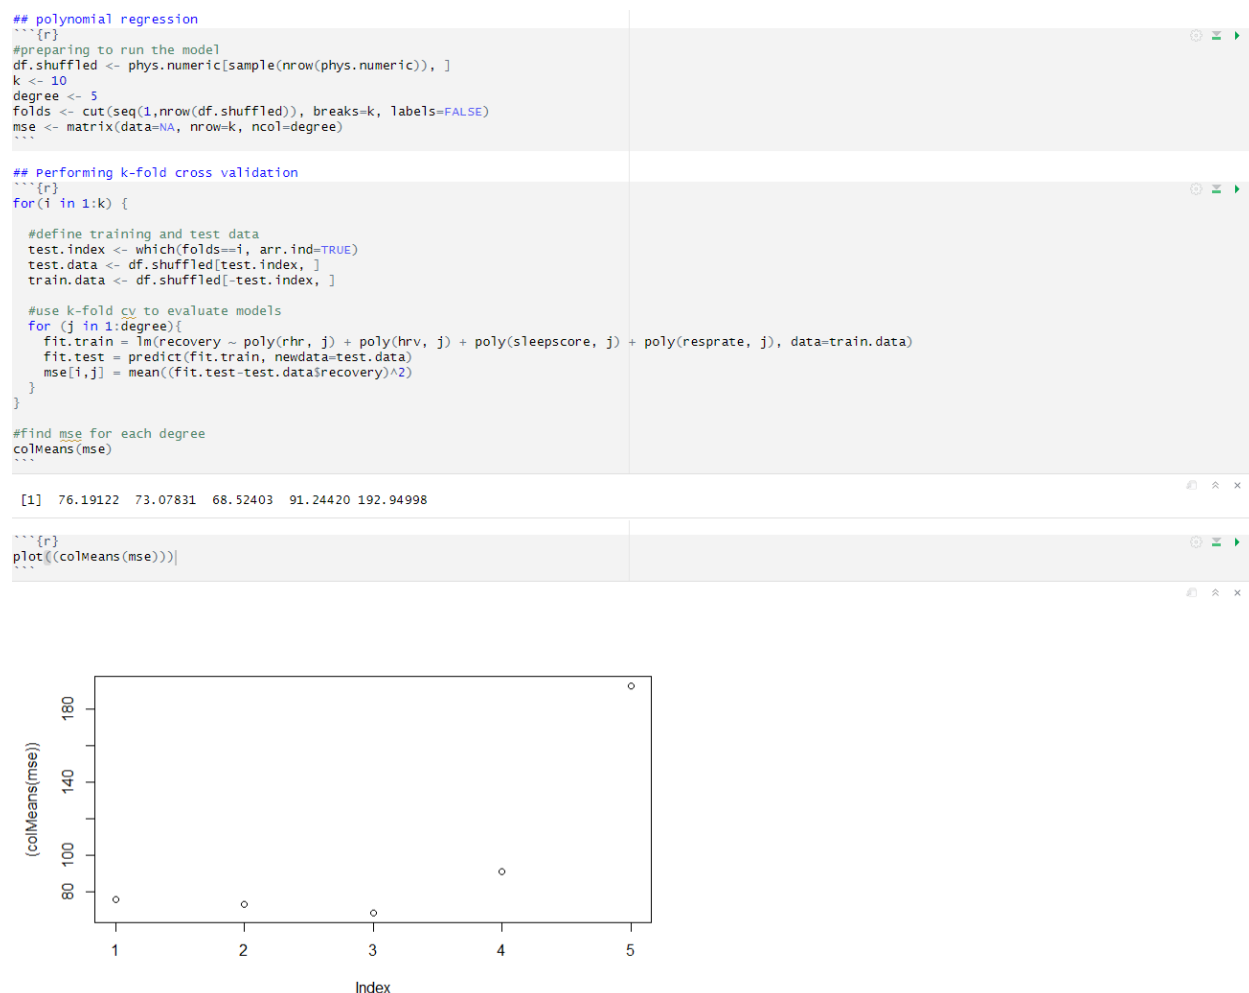 ## polynomial regression
```{r}
#preparing to run the model
df.shuffled <- phys.numeric[sample(nrow(phys.numeric)), ]
k <- 10
degree <- 5
folds <- cut(seq(1,nrow(df.shuffled)), breaks=k, labels=FALSE)
mse <- matrix(data=NA, nrow=k, ncol=degree)
```
## Performing k-fold cross validation
```{r}
for(i in 1:k) {
  #define training and test data
  test.index <- which(folds==i, arr.ind=TRUE)
  test.data <- df.shuffled[test.index, ]
  train.data <- df.shuffled[-test.index, ]
  #use k-fold cv to evaluate models
  for (j in 1:degree){
    fit.train = lm(recovery ~ poly(rhr, j) + poly(hrv, j) + poly(sleepscore, j) + poly(resprate, j), data=train.data)
    fit.test = predict(fit.train, newdata=test.data)
    mse[i,j] = mean((fit.test-test.data$recovery)^2)
  }
}
#find mse for each degree
colMeans(mse)
```
[1]  76.19122  73.07831  68.52403  91.24420 192.94998
```{r}
plot((colMeans(mse)))
```
(colMeans(mse))
180
140
100
80
1 2 3 4 5
Index